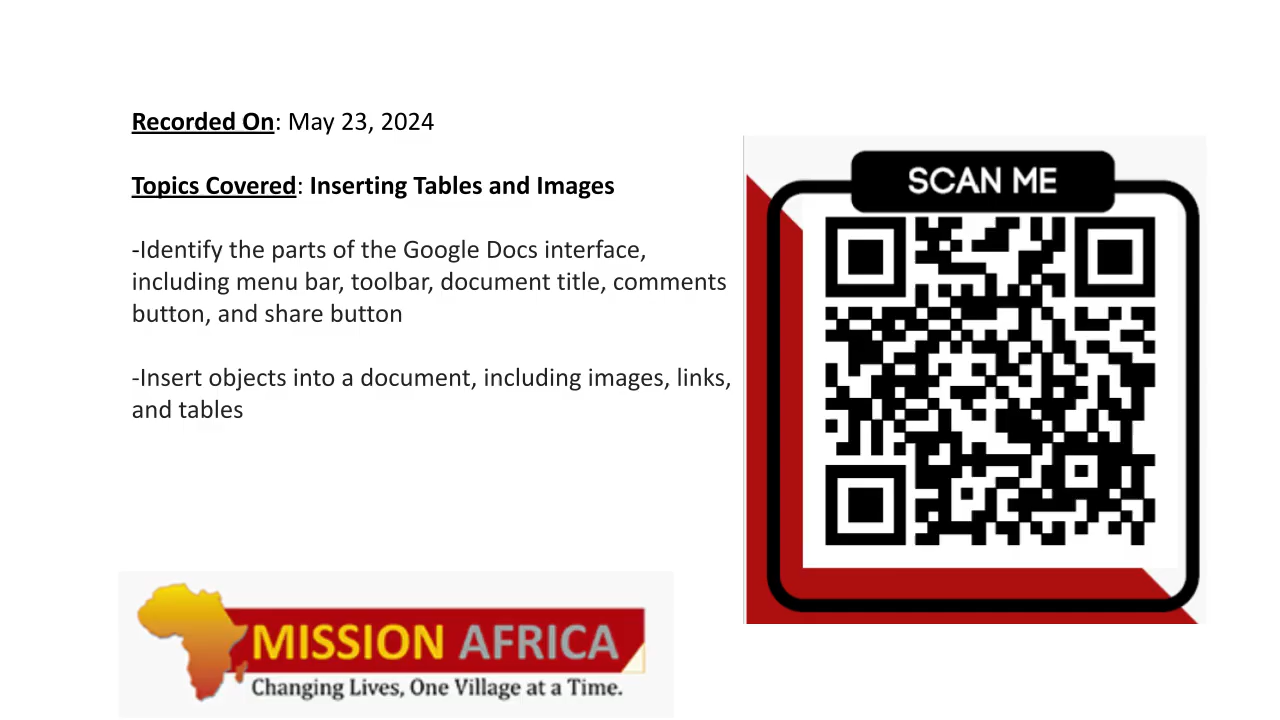 Recorded On: May 23, 2024
Topics Covered: Inserting Tables and Images
-Identify the parts of the Google Docs interface,
including menu bar, toolbar, document title, comments
button, and share button
-Insert objects into a document, including images, links,
and tables
SCAN ME
MISSION AFRICA
Changing Lives, One Village at a Time.